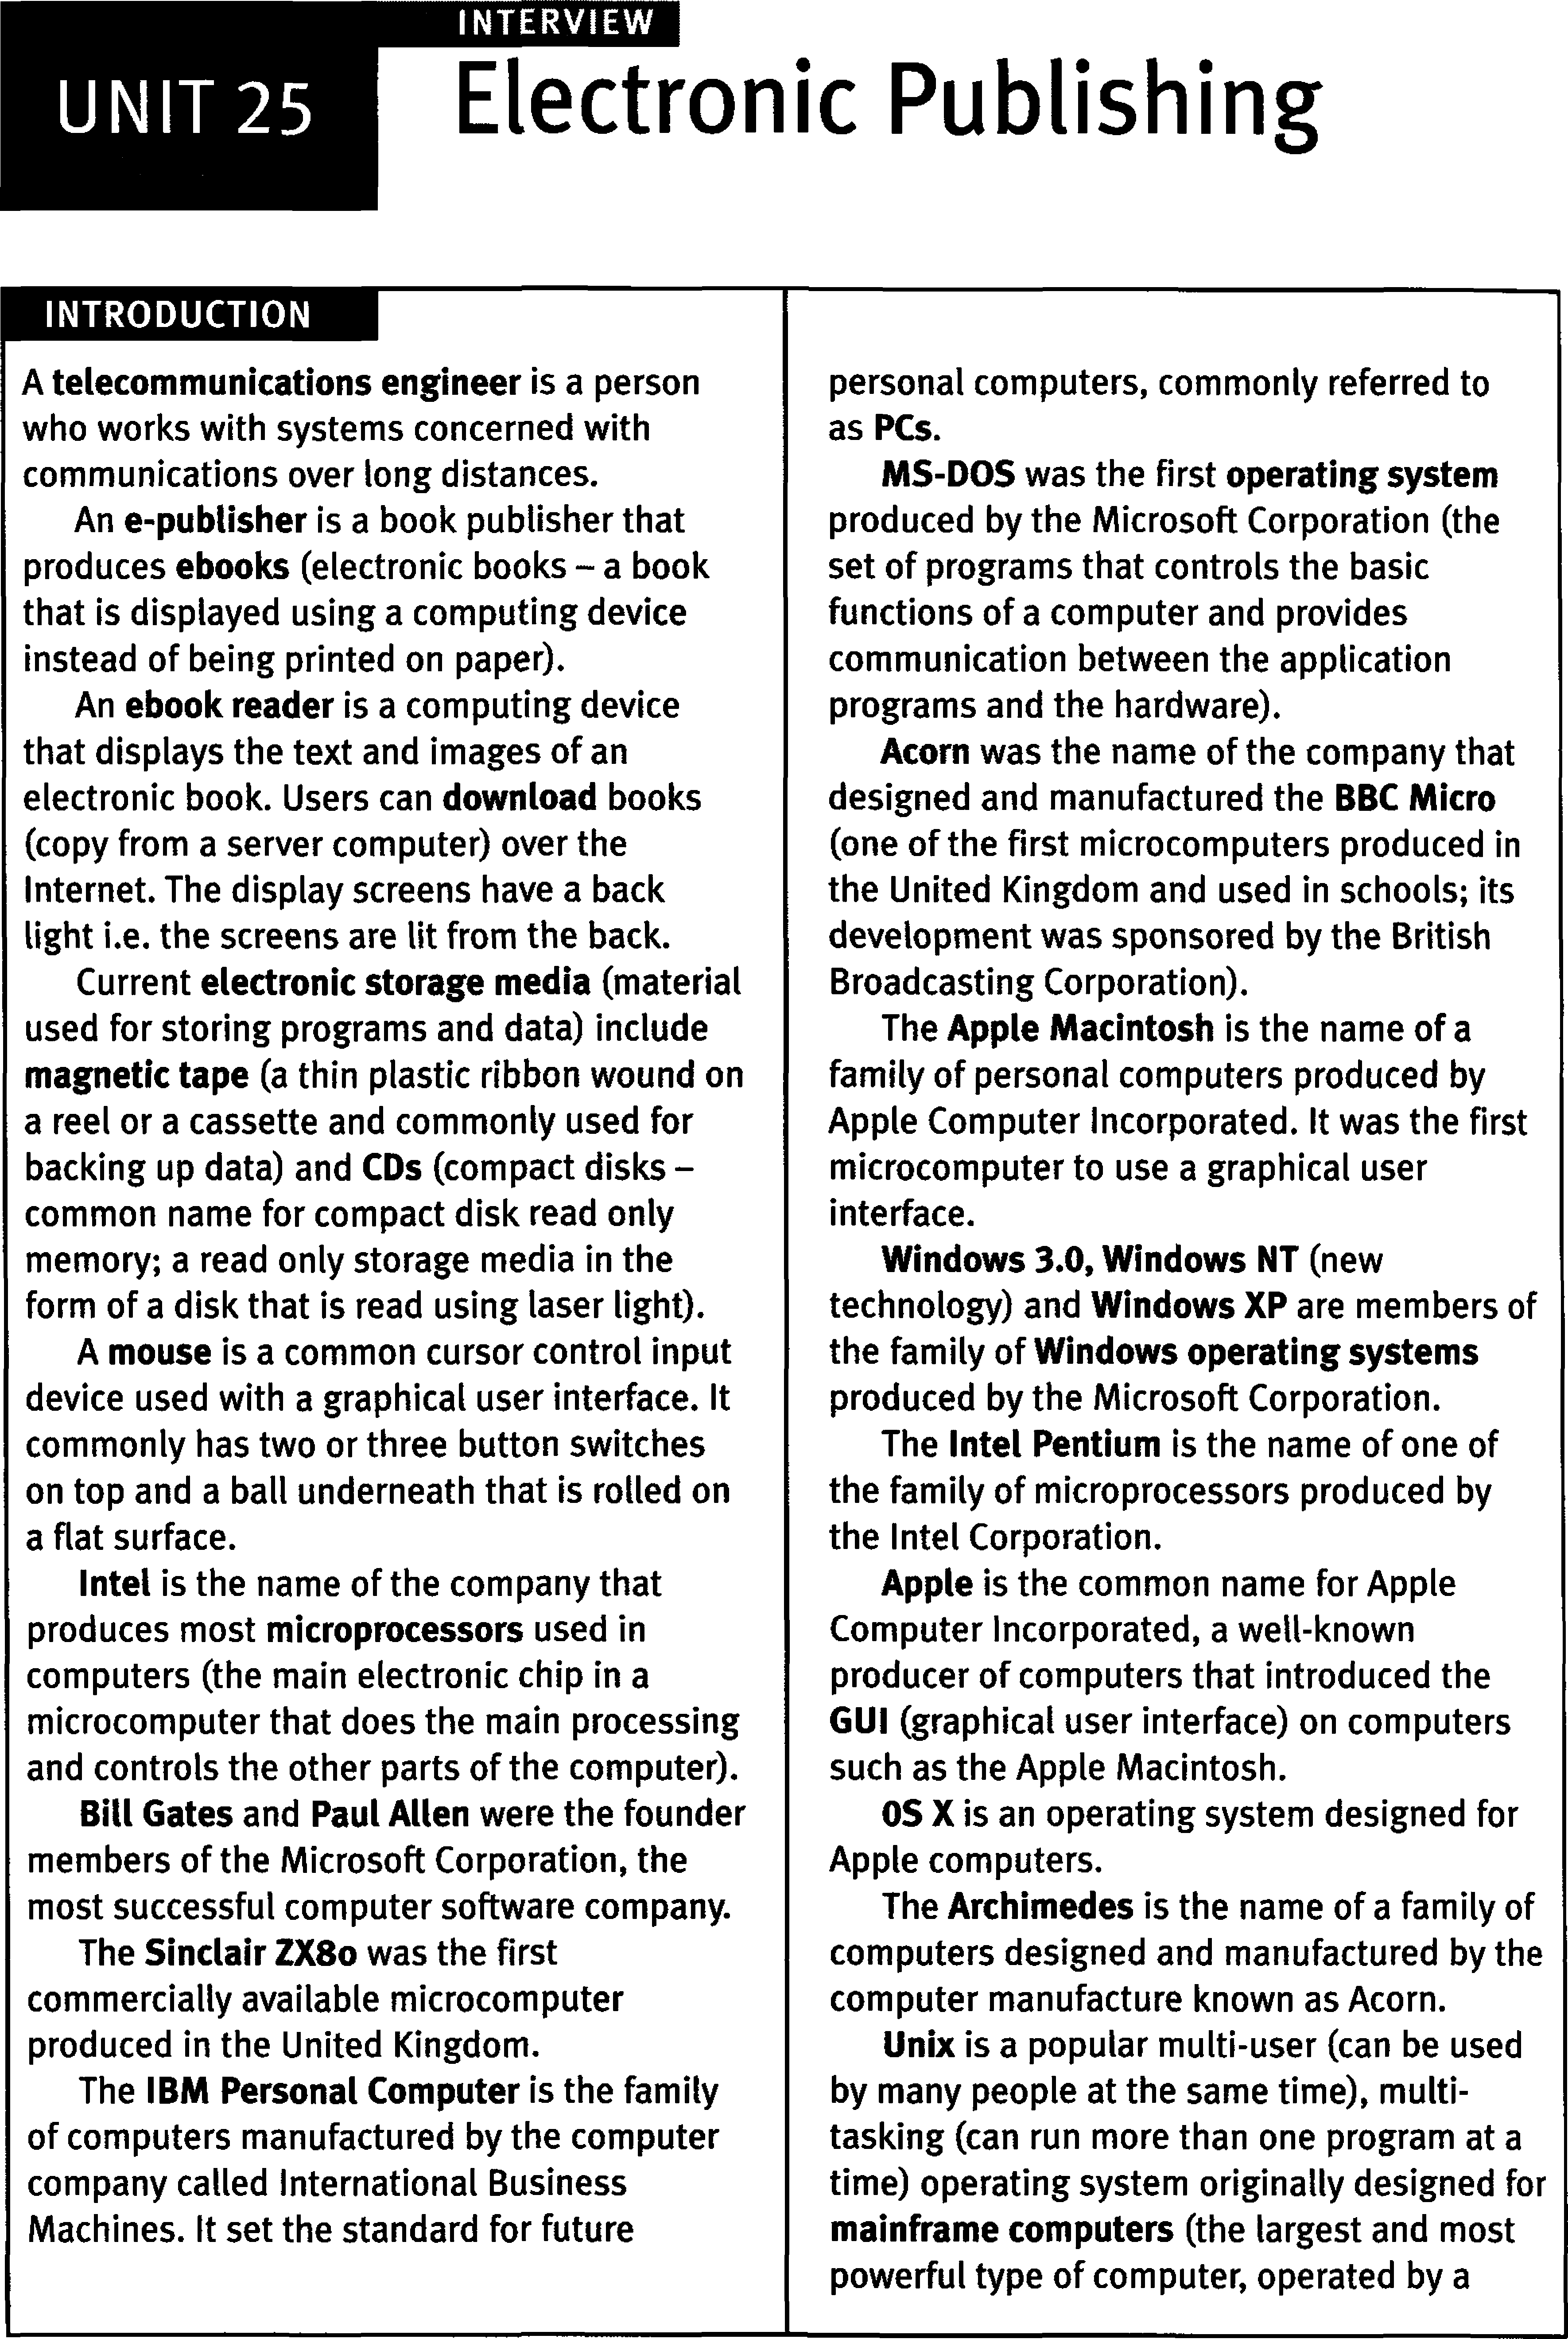 INTERVIEW
UNIT 25
Electronic Publishing
INTRODUCTION
A telecommunications engineer is a person
who works with systems concerned with
communications over long distances.
An e-publisher is a book publisher that
produces ebooks (electronic books – a book
that is displayed using a computing device
instead of being printed on paper).
An ebook reader is a computing device
that displays the text and images of an
electronic book. Users can download books
(copy from a server computer) over the
Internet. The display screens have a back
light i.e. the screens are lit from the back.
Current electronic storage media (material
used for storing programs and data) include
magnetic tape (a thin plastic ribbon wound on
a reel or a cassette and commonly used for
backing up data) and CDs (compact disks –
common name for compact disk read only
memory; a read only storage media in the
form of a disk that is read using laser light).
A mouse is a common cursor control input
device used with a graphical user interface. It
commonly has two or three button switches
on top and a ball underneath that is rolled on
a flat surface.
Intel is the name of the company that
produces most microprocessors used in
computers (the main electronic chip in a
microcomputer that does the main processing
and controls the other parts of the computer).
Bill Gates and Paul Allen were the founder
members of the Microsoft Corporation, the
most successful computer software company.
The Sinclair ZX80 was the first
commercially available microcomputer
produced in the United Kingdom.
The IBM Personal Computer is the family
of computers manufactured by the computer
company called International Business
Machines. It set the standard for future
personal computers, commonly referred to
as PCs.
MS-DOS was the first operating system
produced by the Microsoft Corporation (the
set of programs that controls the basic
functions of a computer and provides
communication between the application
programs and the hardware).
Acorn was the name of the company that
designed and manufactured the BBC Micro
(one of the first microcomputers produced in
the United Kingdom and used in schools; its
development was sponsored by the British
Broadcasting Corporation).
The Apple Macintosh is the name of a
family of personal computers produced by
Apple Computer Incorporated. It was the first
microcomputer to use a graphical user
interface.
Windows 3.0, Windows NT (new
technology) and Windows XP are members of
the family of Windows operating systems
produced by the Microsoft Corporation.
The Intel Pentium is the name of one of
the family of microprocessors produced by
the Intel Corporation.
Apple is the common name for Apple
Computer Incorporated, a well-known
producer of computers that introduced the
GUI (graphical user interface) on computers
such as the Apple Macintosh.
OS X is an operating system designed for
Apple computers.
The Archimedes is the name of a family of
computers designed and manufactured by the
computer manufacture known as Acorn.
Unix is a popular multi-user (can be used
by many people at the same time), multi-
tasking (can run more than one program at a
time) operating system originally designed for
mainframe computers (the largest and most
powerful type of computer, operated by a